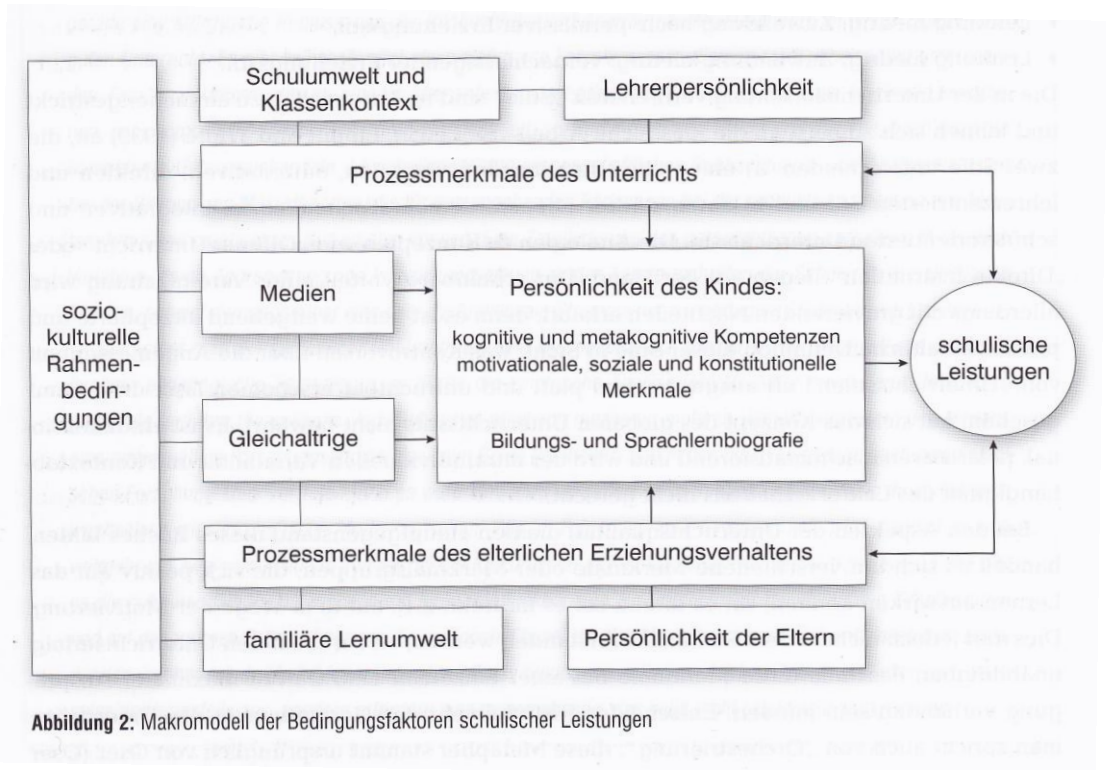 Schulumwelt und
Klassenkontext
Lehrerpersönlichkeit
Prozessmerkmale des Unterrichts
sozio-
kulturelle
Rahmen-
bedin-
gungen
Medien
Gleichaltrige
Persönlichkeit des Kindes:
kognitive und metakognitive Kompetenzen
motivationale, soziale und konstitutionelle
Merkmale
Bildungs- und Sprachlernbiografie
schulische
Leistungen
Prozessmerkmale des elterlichen Erziehungsverhaltens
familiäre Lernumwelt
Persönlichkeit der Eltern
Abbildung 2: Makromodell der Bedingungsfaktoren schulischer Leistungen